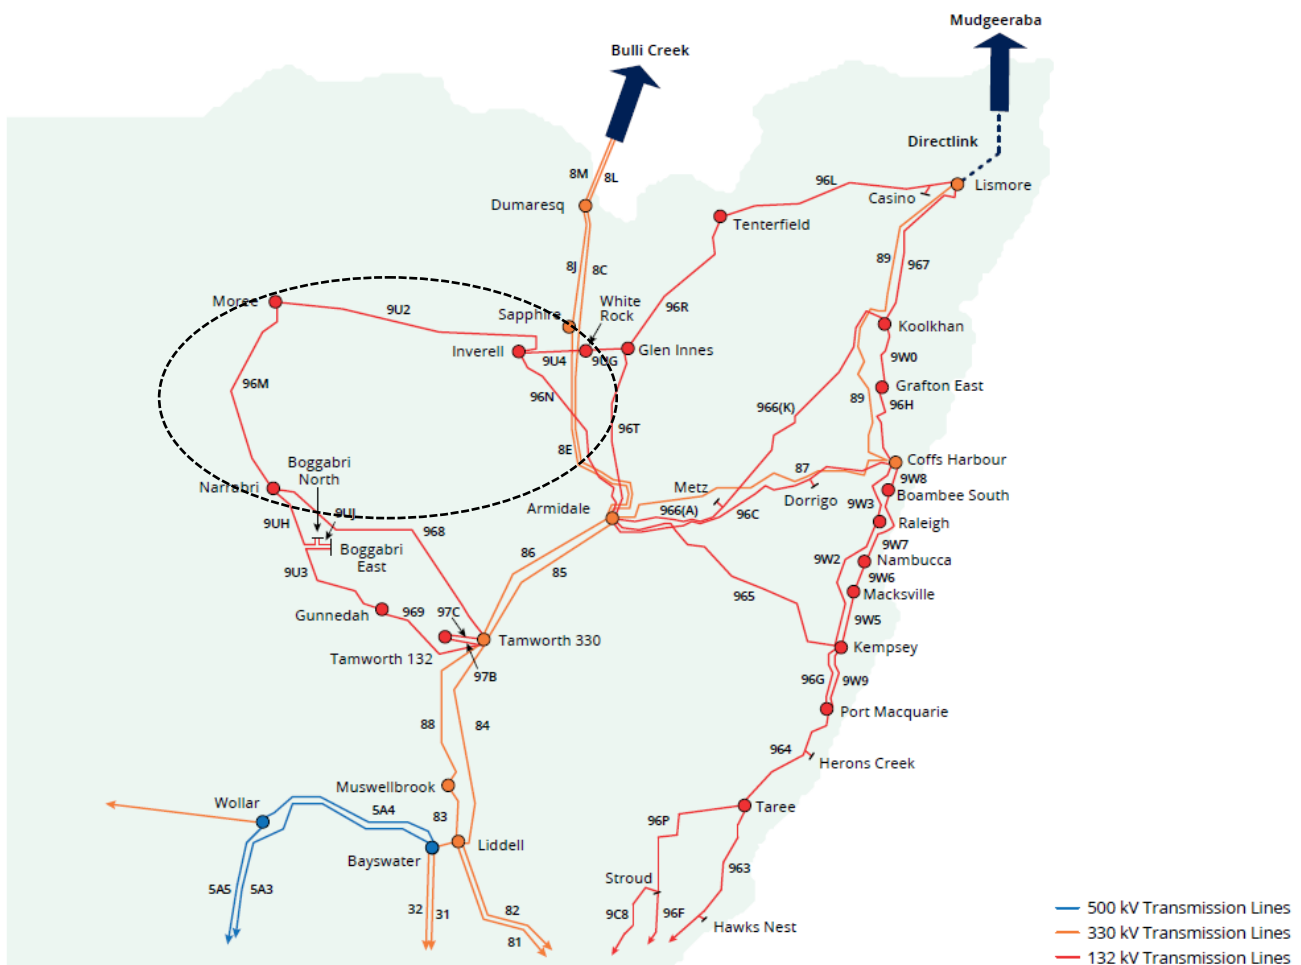 Mudgeeraba
Bulli Creek
Directlink
8M
8L
96L
Casino
Lismore
Dumaresq
Tenterfield
8J
8C
89
967
Moree
9U2
Sapphire
White
Rock
96R
Koolkhan
Inverell
9U4
9UG
Glen Innes
9W0
96M
96N
Grafton East
89
96H
966(K)
96T
8E
Boggabri
North
Coffs Harbour
87
9W8
Narrabri
Metz
Dorrigo
Boambee South
9W3
9UJ
Armidale
966(A)
96C
Raleigh
9UH
968
9W7
Boggabri
East
86
9W2
Nambucca
85
9U3
9W6
965
Macksville
Gunnedah
969
97C
9W5
Tamworth 330
Kempsey
Tamworth 132
97B
96G
9W9
Port Macquarie
88
84
964
Herons Creek
Muswellbrook
Wollar
5A4
83
Taree
96P
Liddell
Bayswater
963
Stroud
5A5
5A3
32
31
82
9C8
96F
Hawks Nest
81
500 kV Transmission Lines
330 kV Transmission Lines
132 kV Transmission Lines